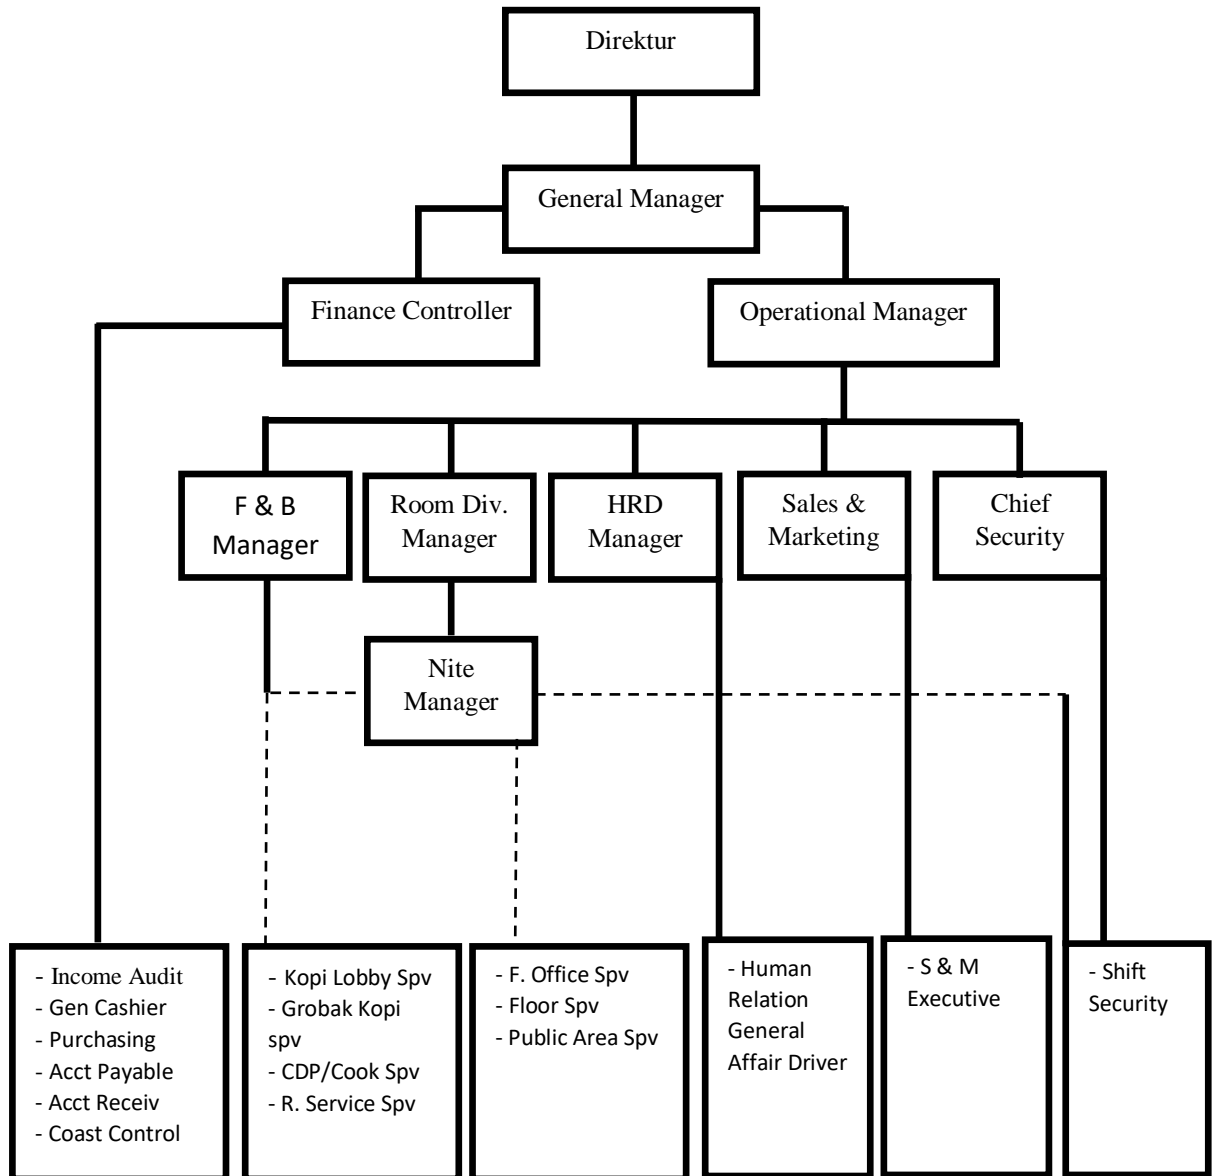 Direktur
General Manager
Finance Controller
Operational Manager
F & B
Manager
Room Div.
Manager
HRD
Manager
Sales &
Marketing
Chief
Security
Nite
Manager
- Income Audit
- Gen Cashier
- Purchasing
- Acct Payable
- Acct Receiv
- Coast Control
- Kopi Lobby Spv
- Grobak Kopi
spv
- CDP/Cook Spv
- R. Service Spv
- F. Office Spv
- Floor Spv
- Public Area Spv
- Human
Relation
General
Affair Driver
- S & M
Executive
- Shift
Security